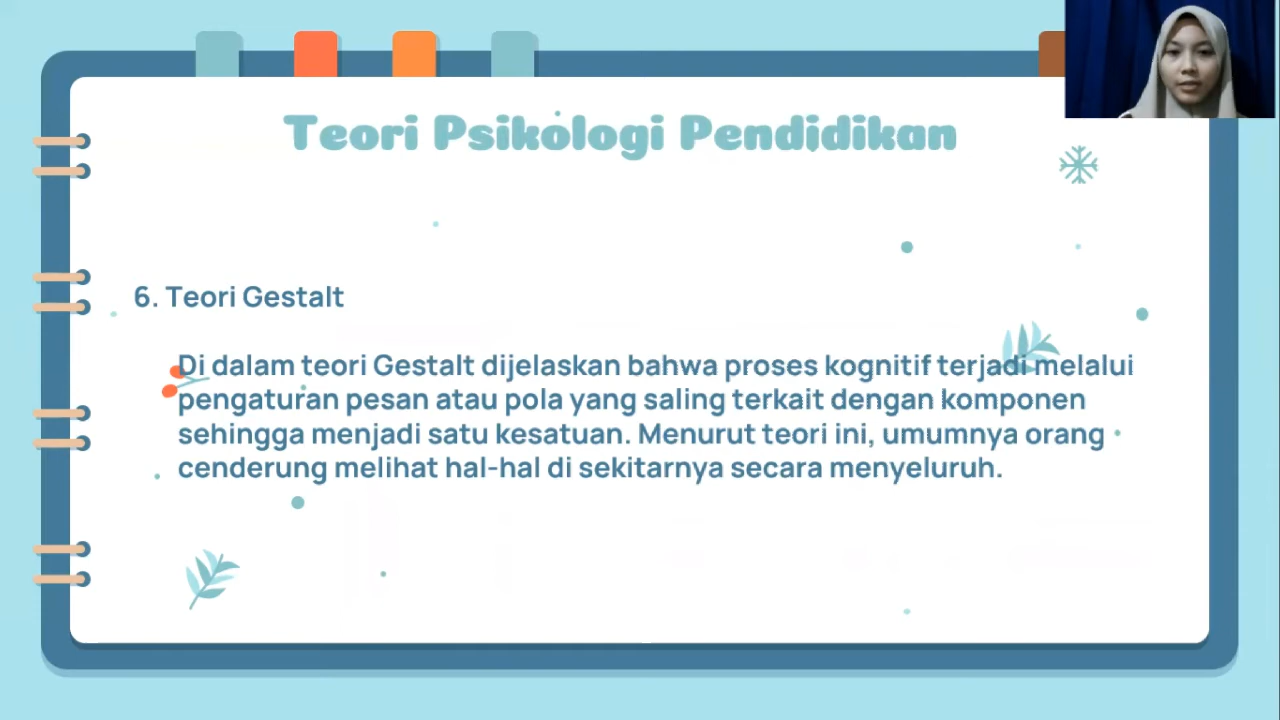 Teori Psikologi Pendidikan
6. Teori Gestalt
Di dalam teori Gestalt dijelaskan bahwa proses kognitif terjadi melalui
pengaturan pesan atau pola yang saling terkait dengan komponen
sehingga menjadi satu kesatuan. Menurut teori ini, umumnya orang
cenderung melihat hal-hal di sekitarnya secara menyeluruh.